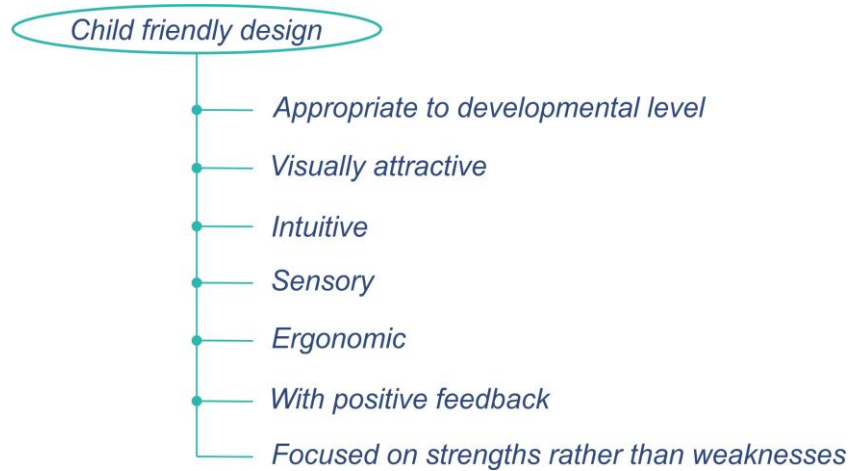 Child friendly design
Appropriate to developmental level
Visually attractive
Intuitive
Sensory
Ergonomic
With positive feedback
Focused on strengths rather than weaknesses